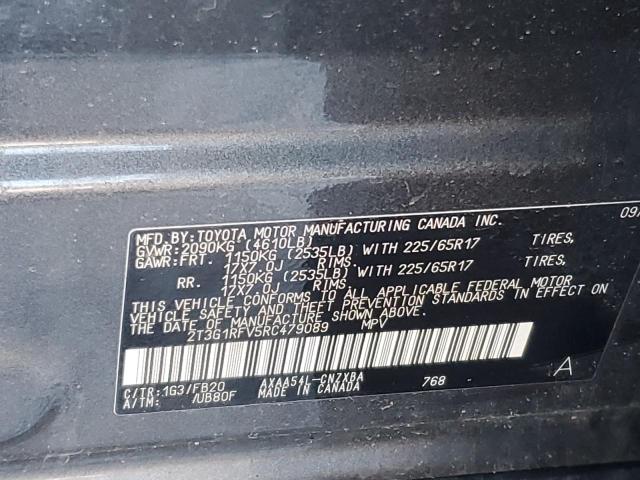 MFD.BY:TOYOTA MOTOR MANUFACTURING CANADA INC. 09/
GVWR:2090KG (4610LB)
GAWR:FRT. 1150KG (2535LB) WITH 225/65R17 TIRES,
17X7.0J RIMS.
RR. 1150KG (2535LB) WITH 225/65R17 TIRES,
17X7.0J RIMS.
THIS VEHICLE CONFORMS TO ALL APPLICABLE FEDERAL MOTOR
VEHICLE SAFETY AND THEFT PREVENTION STANDARDS IN EFFECT ON
THE DATE OF MANUFACTURE SHOWN ABOVE.
2T3G1RFV5RC479089 MPV
C/TR:1G3/FB20 AXAA54L-CNZXBA 768 A
A/TM: /UB80F MADE IN CANADA